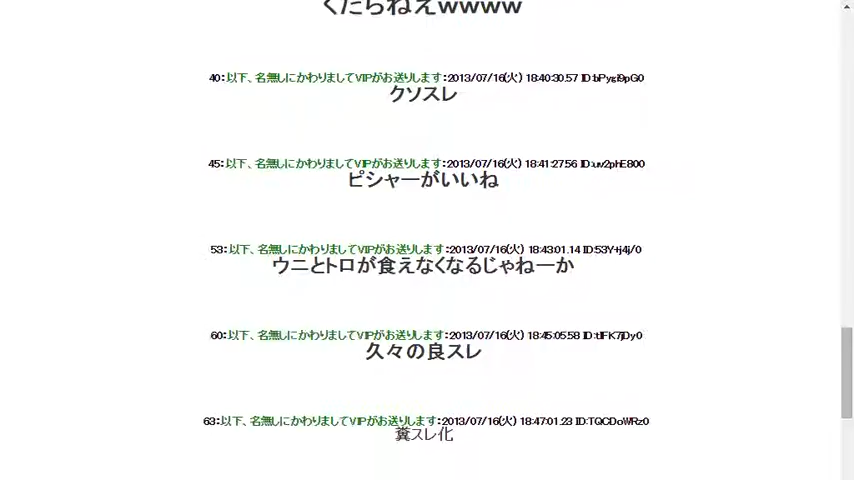 くだらねえwwww
40：以下、名無しにかわりましてVIPがお送りします：2013/07/16(火) 18:40:30.57 ID:bPygi9pG0
クソスレ
45：以下、名無しにかわりましてVIPがお送りします：2013/07/16(火) 18:41:27.56 ID:uv2phE800
ピシャーがいいね
53：以下、名無しにかわりましてVIPがお送りします：2013/07/16(火) 18:43:01.14 ID:53Y+j4j/0
ウニとトロが食えなくなるじゃねーか
60：以下、名無しにかわりましてVIPがお送りします：2013/07/16(火) 18:45:05.58 ID:tIFK7jDy0
久々の良スレ
63：以下、名無しにかわりましてVIPがお送りします：2013/07/16(火) 18:47:01.23 ID:TQCDoWRz0
糞スレ化